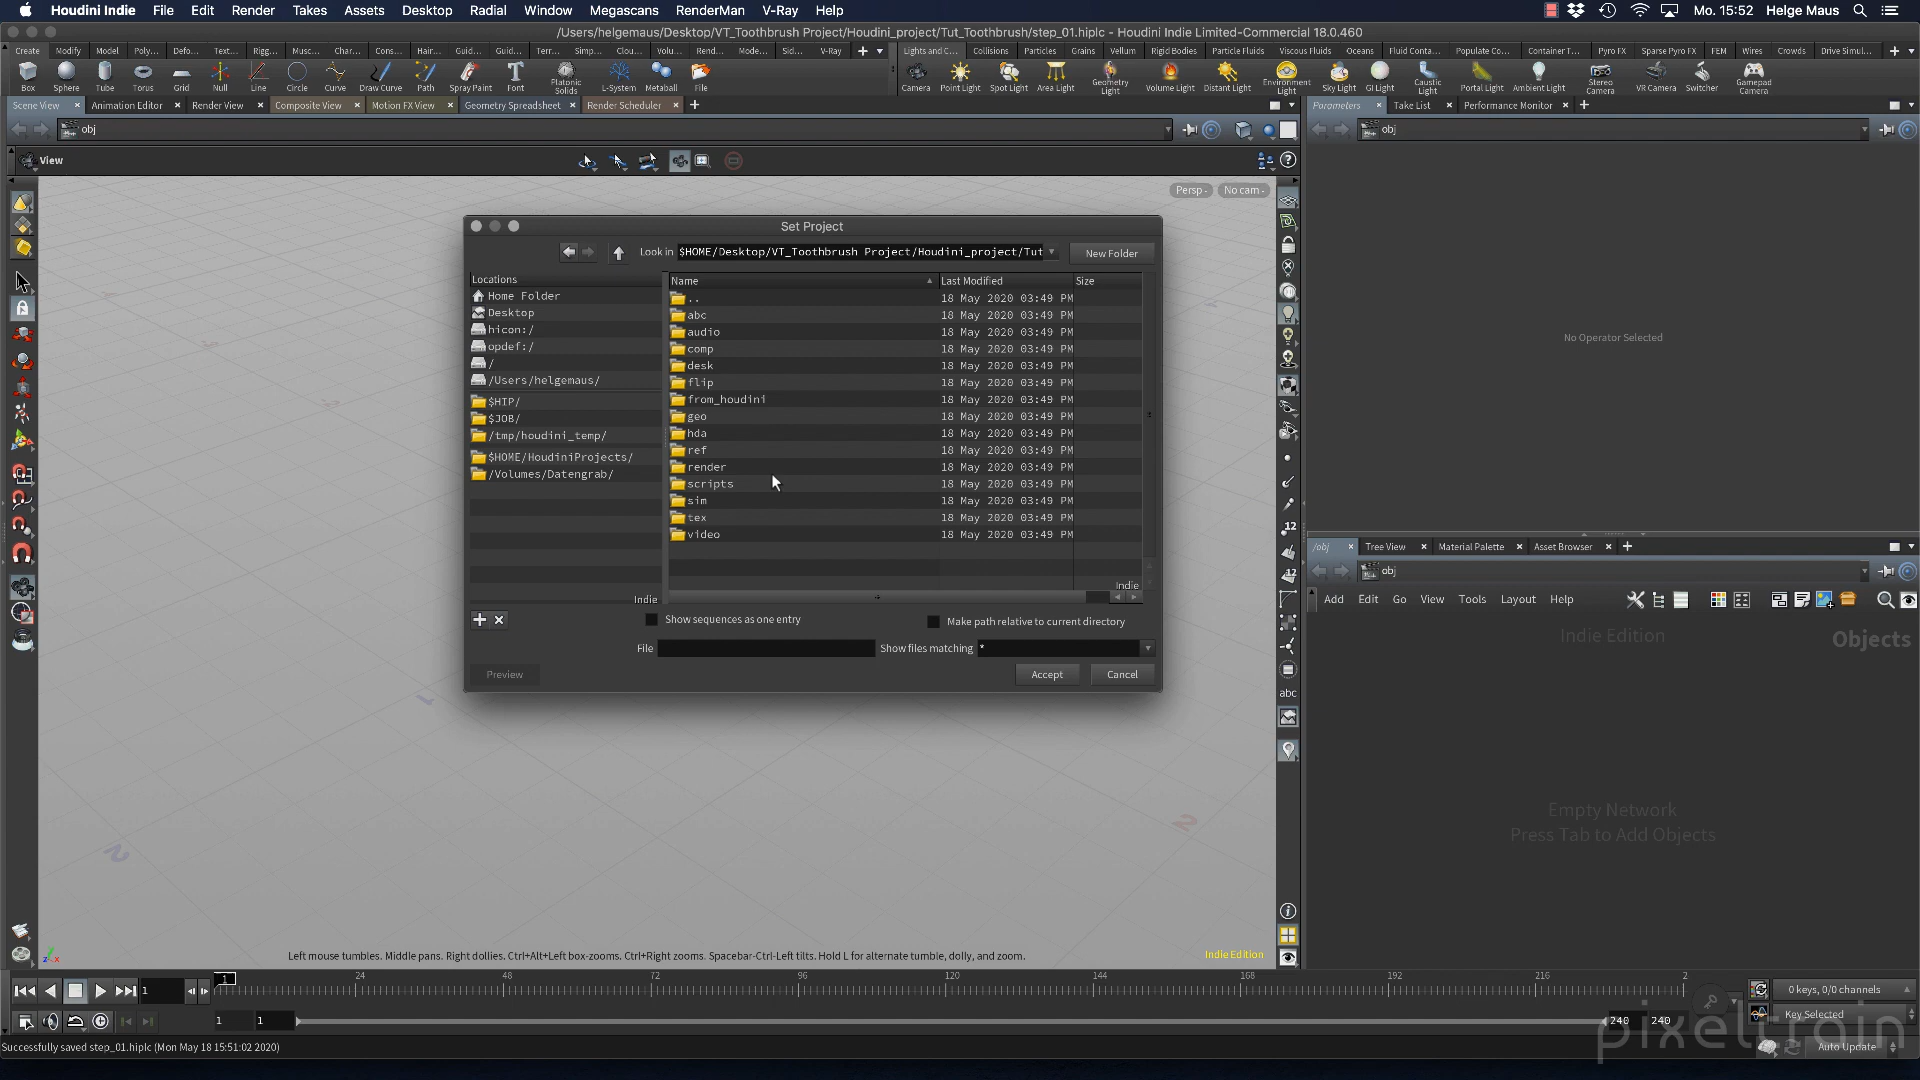 Houdini Indie File Edit Render Takes Assets Desktop Radial Window Megascans RenderMan V-Ray Help Mo. 15:52 Helge Maus
/Users/helgemaus/Desktop/VT_Toothbrush Project/Houdini_project/Tut_Toothbrush/step_01.hiplc - Houdini Indie Limited-Commercial 18.0.460
Create Modify Model Poly... Defo... Text... Rigg... Musc... Char... Cons... Hair... Guid... Guid... Terr... Simp... Clou... Volu... Rend... Mode... Sid... V-Ray Lights and C... Collisions Particles Grains Vellum Rigid Bodies Particle Fluids Viscous Fluids Oceans Fluid Conta... Populate Co... Container T... Pyro FX Sparse Pyro FX FEM Wires Crowds Drive Simul...
Box Sphere Tube Torus Grid Null Line Circle Curve Draw Curve Path Spray Paint Font Platonic Solids L-System Metaball File Camera Point Light Spot Light Area Light Geometry Light Volume Light Distant Light Environment Light Sky Light GI Light Caustic Light Portal Light Ambient Light Stereo Camera VR Camera Switcher Gamepad Camera
Scene View Animation Editor Render View Composite View Motion FX View Geometry Spreadsheet Render Scheduler Parameters Take List Performance Monitor
obj obj
View
Persp No cam
Set Project
Look in $HOME/Desktop/VT_Toothbrush Project/Houdini_project/Tut New Folder
Locations
Home Folder
Desktop
hicon:/
opdef:/
/
/Users/helgemaus/
$HIP/
$JOB/
/tmp/houdini_temp/
$HOME/HoudiniProjects/
/Volumes/Datengrab/
Indie
Name Last Modified Size
.. 18 May 2020 03:49 PM
abc 18 May 2020 03:49 PM
audio 18 May 2020 03:49 PM
comp 18 May 2020 03:49 PM
desk 18 May 2020 03:49 PM
flip 18 May 2020 03:49 PM
from_houdini 18 May 2020 03:49 PM
geo 18 May 2020 03:49 PM
hda 18 May 2020 03:49 PM
ref 18 May 2020 03:49 PM
render 18 May 2020 03:49 PM
scripts 18 May 2020 03:49 PM
sim 18 May 2020 03:49 PM
tex 18 May 2020 03:49 PM
video 18 May 2020 03:49 PM
Indie
Show sequences as one entry Make path relative to current directory
File Show files matching *
Preview Accept Cancel
No Operator Selected
/obj Tree View Material Palette Asset Browser
obj
Add Edit Go View Tools Layout Help
Indie Edition Objects
Empty Network
Press Tab to Add Objects
12
12
abc
Left mouse tumbles. Middle pans. Right dollies. Ctrl+Alt+Left box-zooms. Ctrl+Right zooms. Spacebar-Ctrl-Left tilts. Hold L for alternate tumble, dolly, and zoom. Indie Edition
1 1 24 48 72 96 120 144 168 192 216 2
0 keys, 0/0 channels
1 1 240 240 Key Selected
pixeltrain
Successfully saved step_01.hiplc (Mon May 18 15:51:02 2020) Auto Update